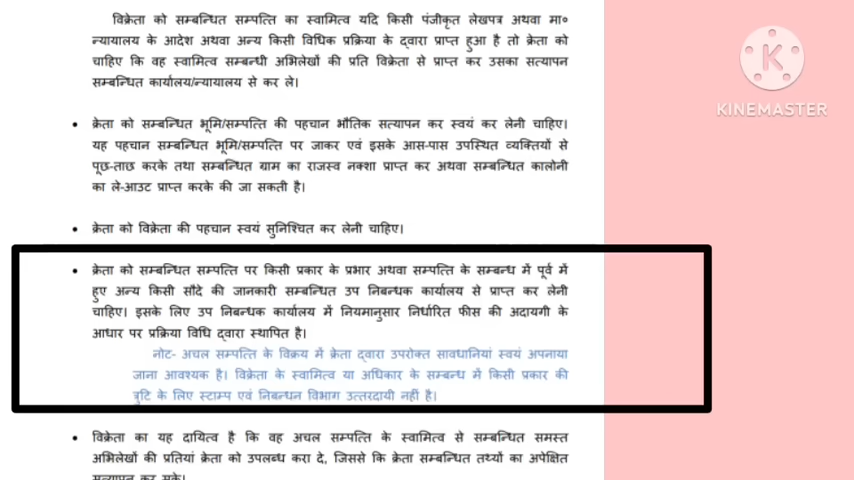 विक्रेता को सम्बन्धित सम्पत्ति का स्वामित्व यदि किसी पंजीकृत लेखपत्र अथवा मा०
न्यायालय के आदेश अथवा अन्य किसी विधिक प्रक्रिया के द्वारा प्राप्त हुआ है तो क्रेता को
चाहिए कि वह स्वामित्व सम्बन्धी अभिलेखों की प्रति विक्रेता से प्राप्त कर उसका सत्यापन
सम्बन्धित कार्यालय/न्यायालय से कर ले।
• क्रेता को सम्बन्धित भूमि/सम्पत्ति की पहचान भौतिक सत्यापन कर स्वयं कर लेनी चाहिए।
यह पहचान सम्बन्धित भूमि/सम्पत्ति पर जाकर एवं इसके आस-पास उपस्थित व्यक्तियों से
पूछ-ताछ करके तथा सम्बन्धित ग्राम का राजस्व नक्शा प्राप्त कर अथवा सम्बन्धित कालोनी
का ले-आउट प्राप्त करके की जा सकती है।
• क्रेता को विक्रेता की पहचान स्वयं सुनिश्चित कर लेनी चाहिए।
• क्रेता को सम्बन्धित सम्पत्ति पर किसी प्रकार के प्रभार अथवा सम्पत्ति के सम्बन्ध में पूर्व में
हुए अन्य किसी सौदे की जानकारी सम्बन्धित उप निबन्धक कार्यालय से प्राप्त कर लेनी
चाहिए। इसके लिए उप निबन्धक कार्यालय में नियमानुसार निर्धारित फीस की अदायगी के
आधार पर प्रक्रिया विधि द्वारा स्थापित है।
नोट- अचल सम्पत्ति के विक्रय में क्रेता द्वारा उपरोक्त सावधानियां स्वयं अपनाया
जाना आवश्यक है। विक्रेता के स्वामित्व या अधिकार के सम्बन्ध में किसी प्रकार की
त्रुटि के लिए स्टाम्प एवं निबन्धन विभाग उत्तरदायी नहीं है।
• विक्रेता का यह दायित्व है कि वह अचल सम्पत्ति के स्वामित्व से सम्बन्धित समस्त
अभिलेखों की प्रतियां क्रेता को उपलब्ध करा दे, जिससे कि क्रेता सम्बन्धित तथ्यों का अपेक्षित
सत्यापन कर सके।
K
KINEMASTER